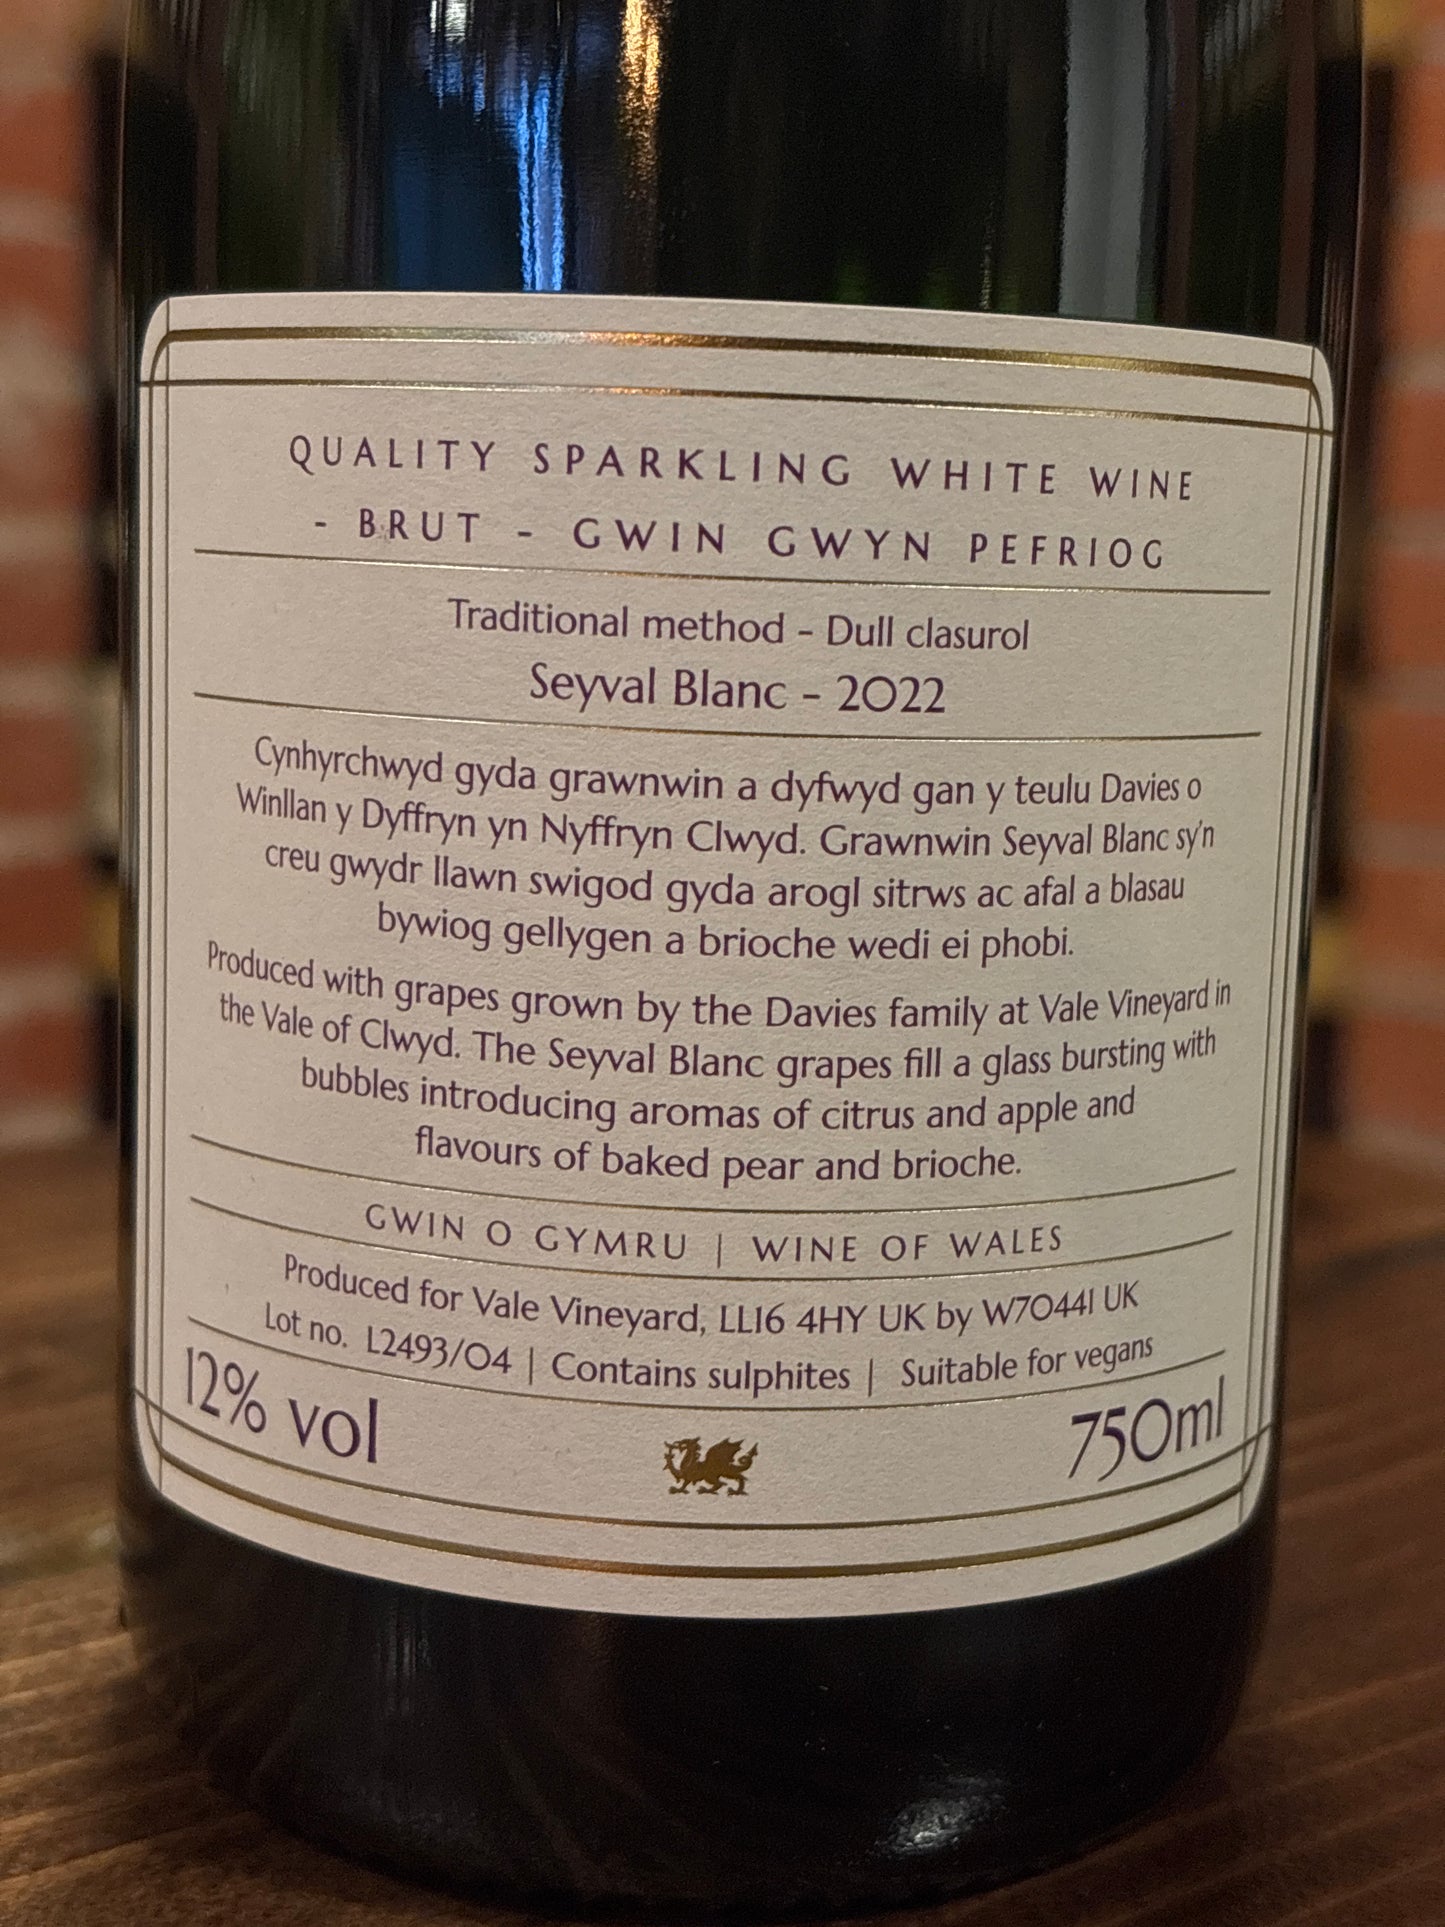 QUALITY SPARKLING WHITE WINE
- BRUT - GWIN GWYN PEFRIOG
Traditional method - Dull clasurol
Seyval Blanc - 2022
Cynhyrchwyd gyda grawnwin a dyfwyd gan y teulu Davies o
Winllan y Dyffryn yn Nyffryn Clwyd. Grawnwin Seyval Blanc sy'n
creu gwydr llawn swigod gyda arogl sitrws ac afal a blasau
bywiog gellygen a brioche wedi ei phobi.
Produced with grapes grown by the Davies family at Vale Vineyard in
the Vale of Clwyd. The Seyval Blanc grapes fill a glass bursting with
bubbles introducing aromas of citrus and apple and
flavours of baked pear and brioche.
GWIN O GYMRU | WINE OF WALES
Produced for Vale Vineyard, LL16 4HY UK by W70441 UK
Lot no. L2493/04 | Contains sulphites | Suitable for vegans
12% vol 750ml